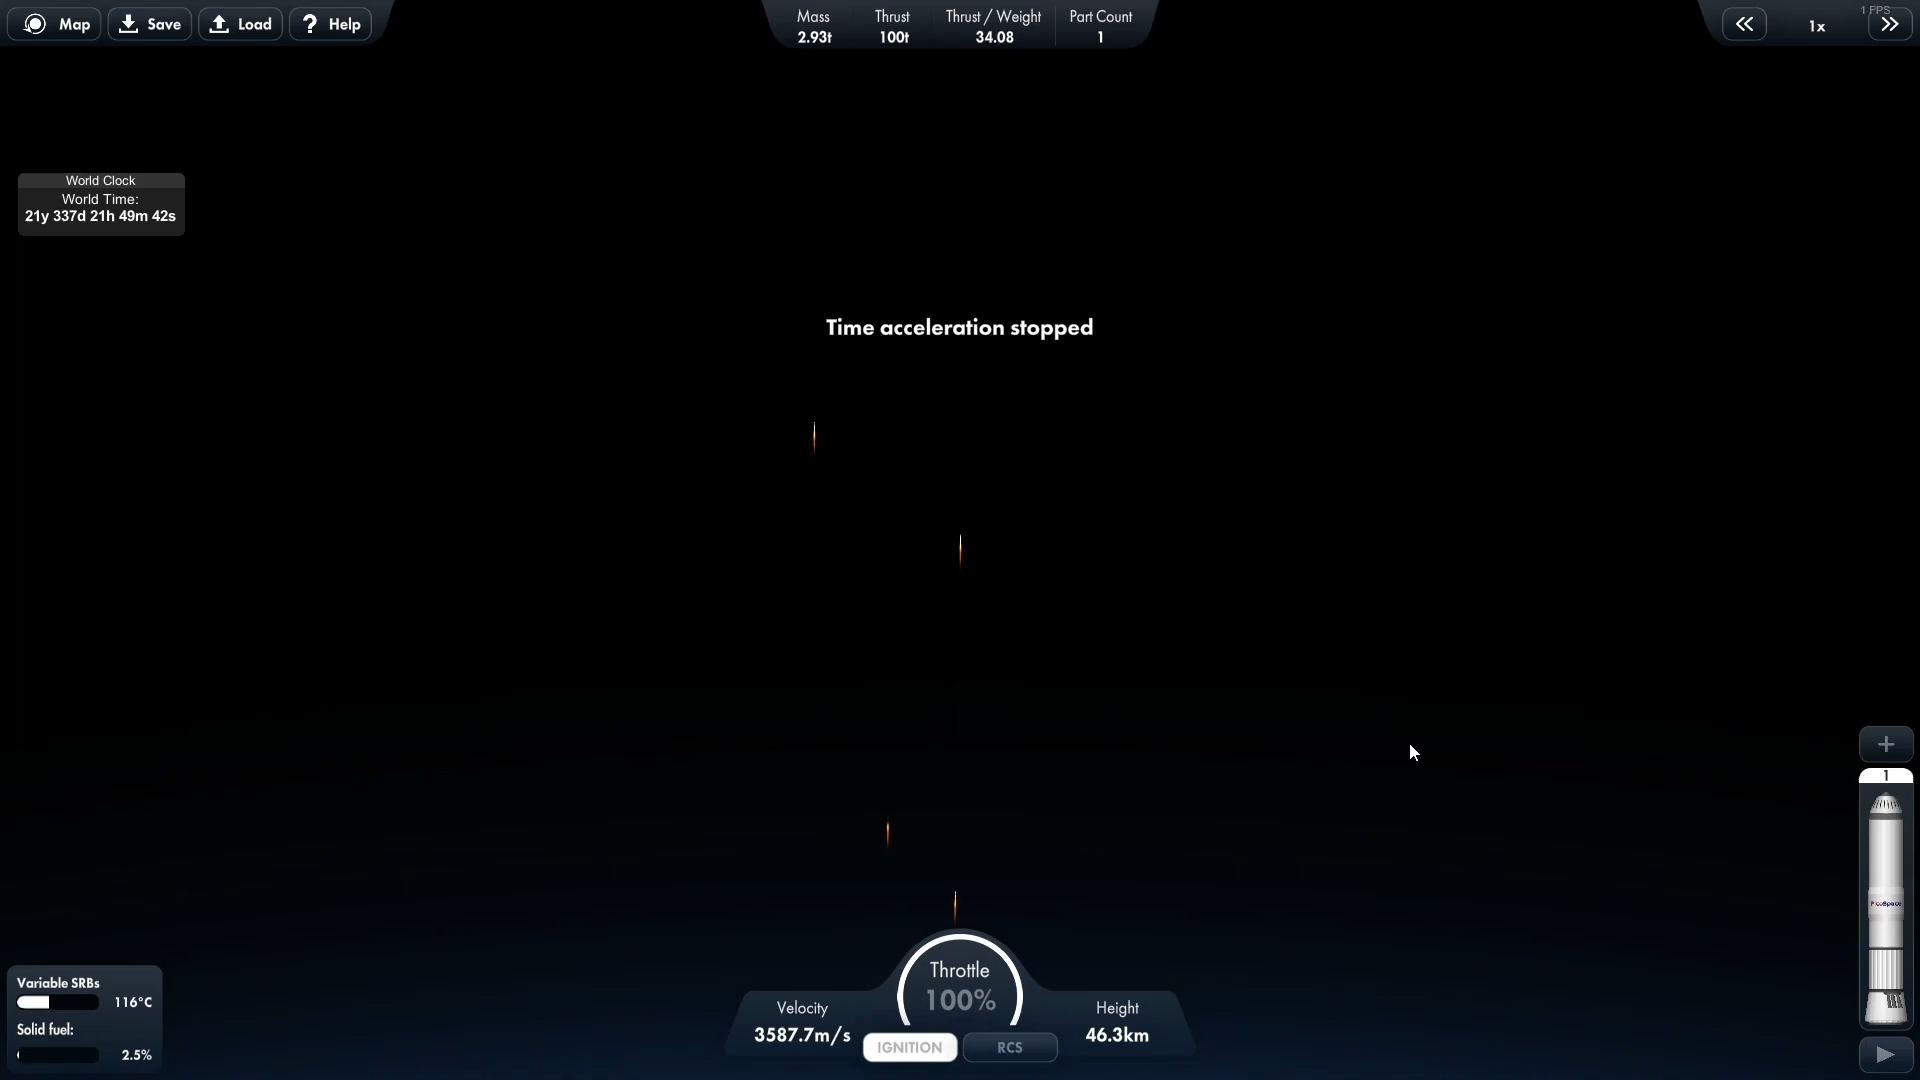 Map
Save
Load
Help
Mass
2.93t
Thrust
100t
Thrust / Weight
34.08
Part Count
1
1x
1 FPS
World Clock
World Time:
21y 337d 21h 49m 42s
Time acceleration stopped
1
PicoSpace
Variable SRBs
116°C
Solid fuel:
2.5%
Throttle
100%
Velocity
3587.7m/s
IGNITION
RCS
Height
46.3km